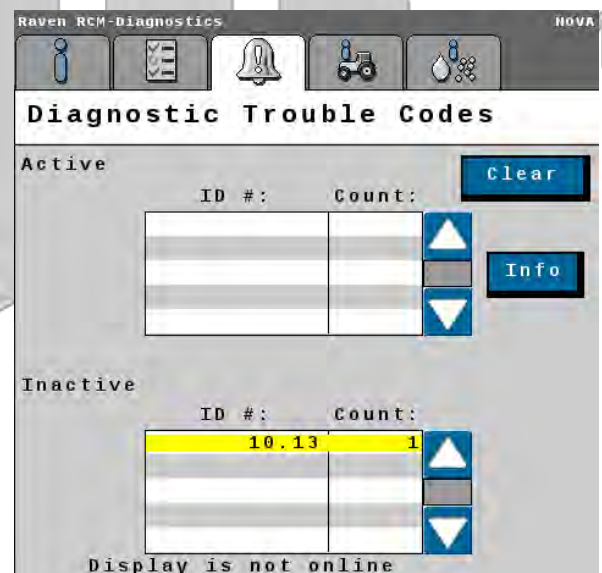 Raven RCM-Diagnostics NOVA
Diagnostic Trouble Codes
Active
Clear
ID #: Count:
Info
Inactive
ID #: Count:
10.13 1
Display is not online